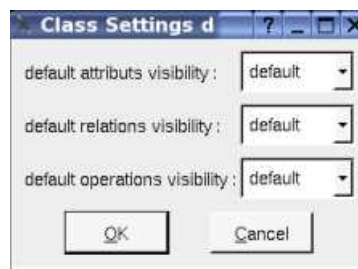 Class Settings d
default attributs visibility : default
default relations visibility : default
default operations visibility : default
OK Cancel